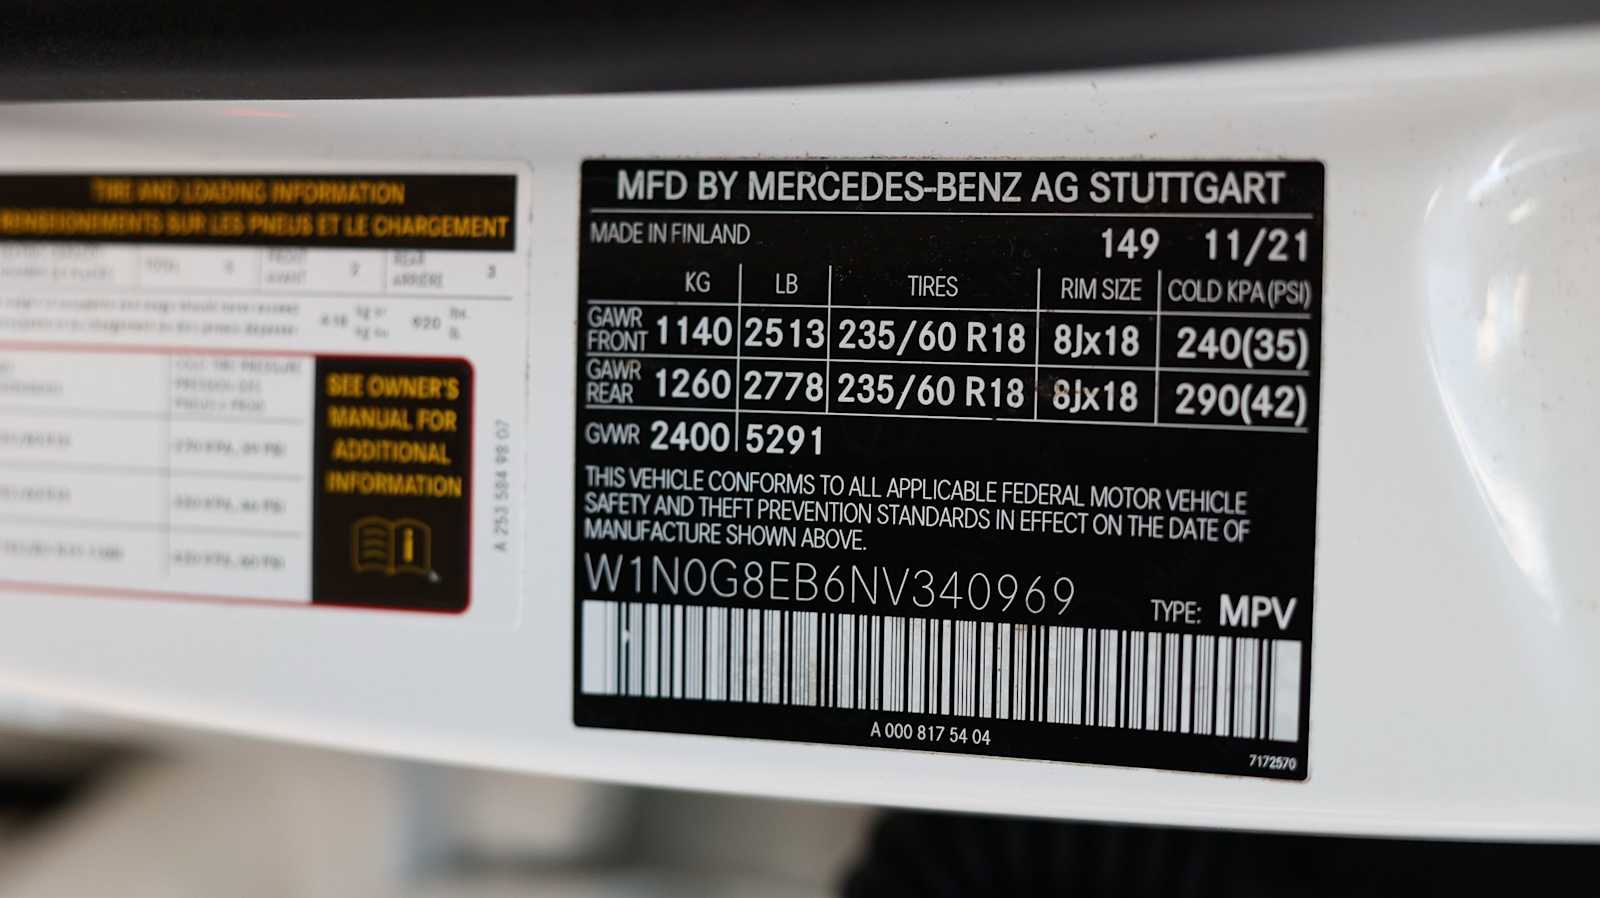 TIRE AND LOADING INFORMATION
RENSEIGNEMENTS SUR LES PNEUS ET LE CHARGEMENT
920
SEE OWNER'S
MANUAL FOR
ADDITIONAL
INFORMATION
A 253 584 98 07
MFD BY MERCEDES-BENZ AG STUTTGART
MADE IN FINLAND 149 11/21
KG LB TIRES RIM SIZE COLD KPA (PSI)
GAWR FRONT 1140 2513 235/60 R18 8Jx18 240(35)
GAWR REAR 1260 2778 235/60 R18 8Jx18 290(42)
GVWR 2400 5291
THIS VEHICLE CONFORMS TO ALL APPLICABLE FEDERAL MOTOR VEHICLE
SAFETY AND THEFT PREVENTION STANDARDS IN EFFECT ON THE DATE OF
MANUFACTURE SHOWN ABOVE.
W1N0G8EB6NV340969 TYPE: MPV
A 000 817 54 04
7172570